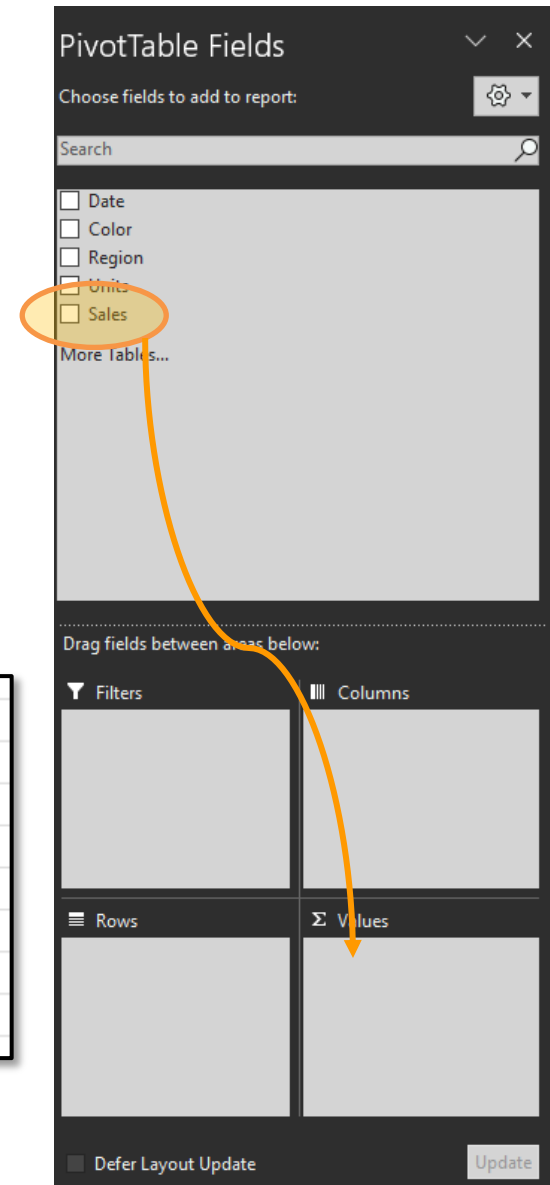 PivotTable Fields
Choose fields to add to report:
Search
Date
Color
Region
Units
Sales
More Tables...
Drag fields between areas below:
Filters
Columns
Rows
Σ Values
Defer Layout Update
Update